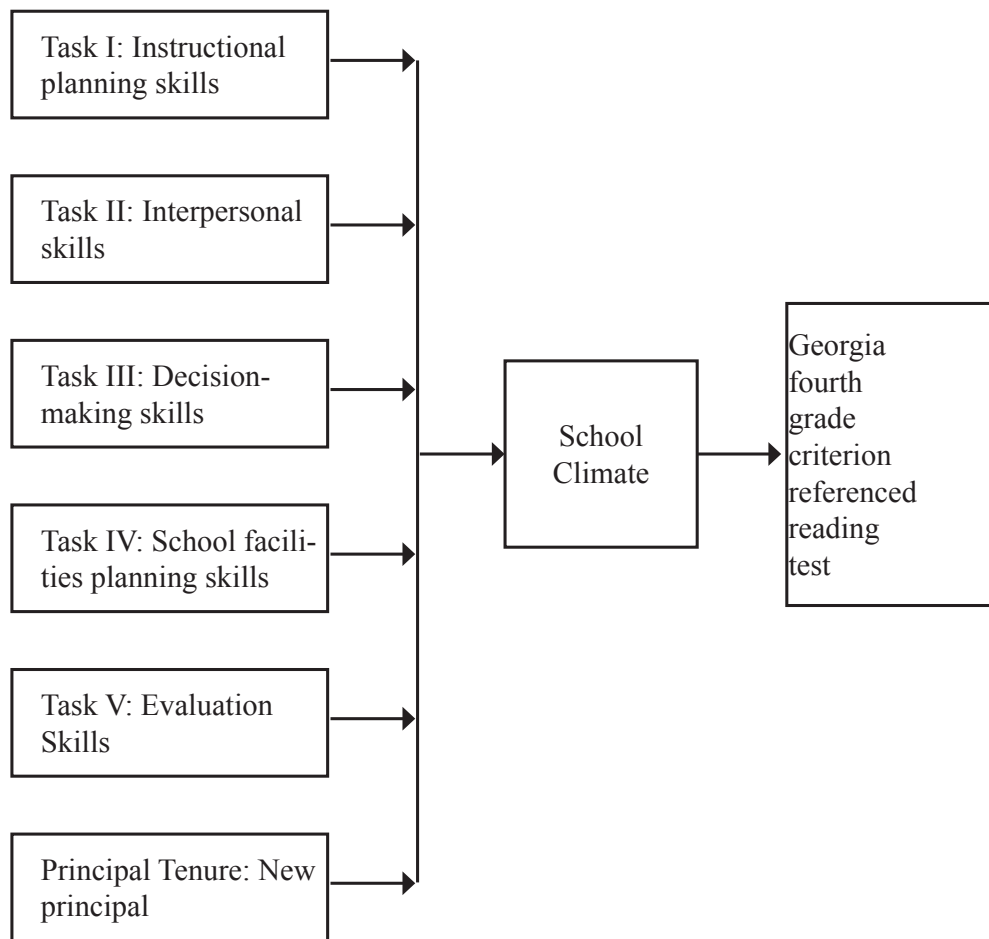 Task I: Instructional
planning skills
Task II: Interpersonal
skills
Task III: Decision-
making skills
Task IV: School facili-
ties planning skills
Task V: Evaluation
Skills
Principal Tenure: New
principal
School
Climate
Georgia
fourth
grade
criterion
referenced
reading
test